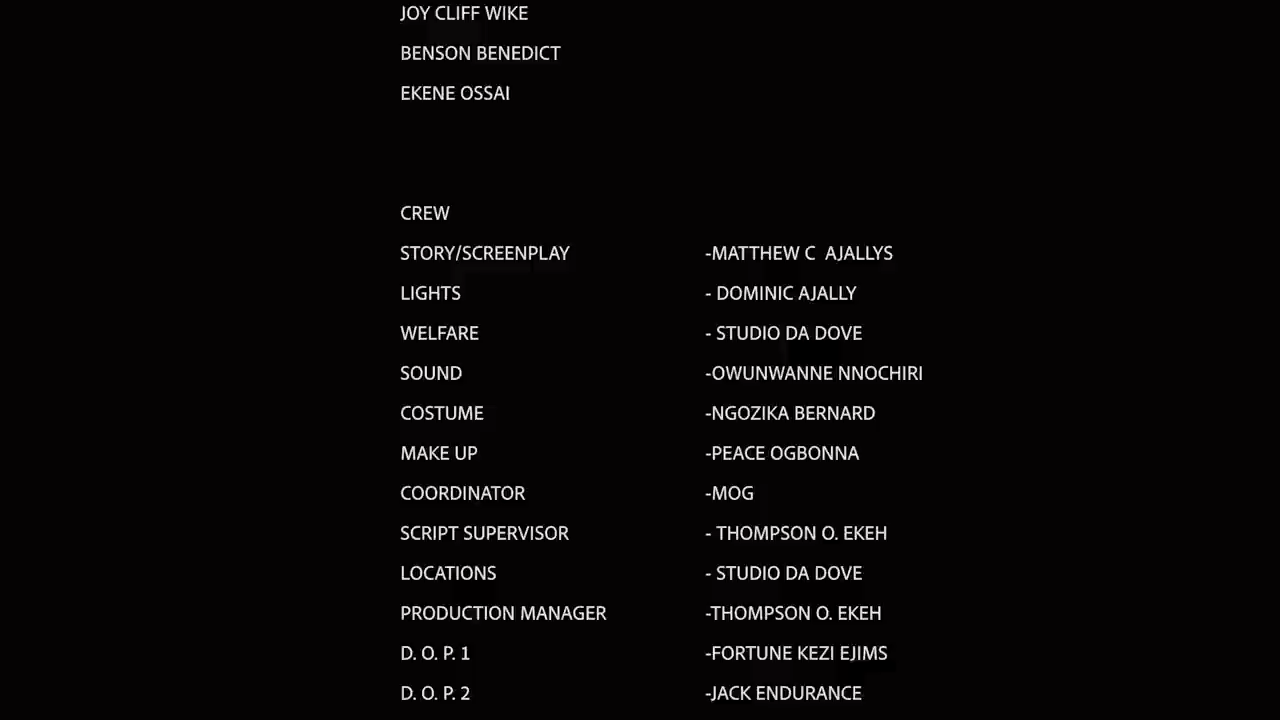 JOY CLIFF WIKE
BENSON BENEDICT
EKENE OSSAI
CREW
STORY/SCREENPLAY -MATTHEW C  AJALLYS
LIGHTS - DOMINIC AJALLY
WELFARE - STUDIO DA DOVE
SOUND -OWUNWANNE NNOCHIRI
COSTUME -NGOZIKA BERNARD
MAKE UP -PEACE OGBONNA
COORDINATOR -MOG
SCRIPT SUPERVISOR - THOMPSON O. EKEH
LOCATIONS - STUDIO DA DOVE
PRODUCTION MANAGER -THOMPSON O. EKEH
D. O. P. 1 -FORTUNE KEZI EJIMS
D. O. P. 2 -JACK ENDURANCE